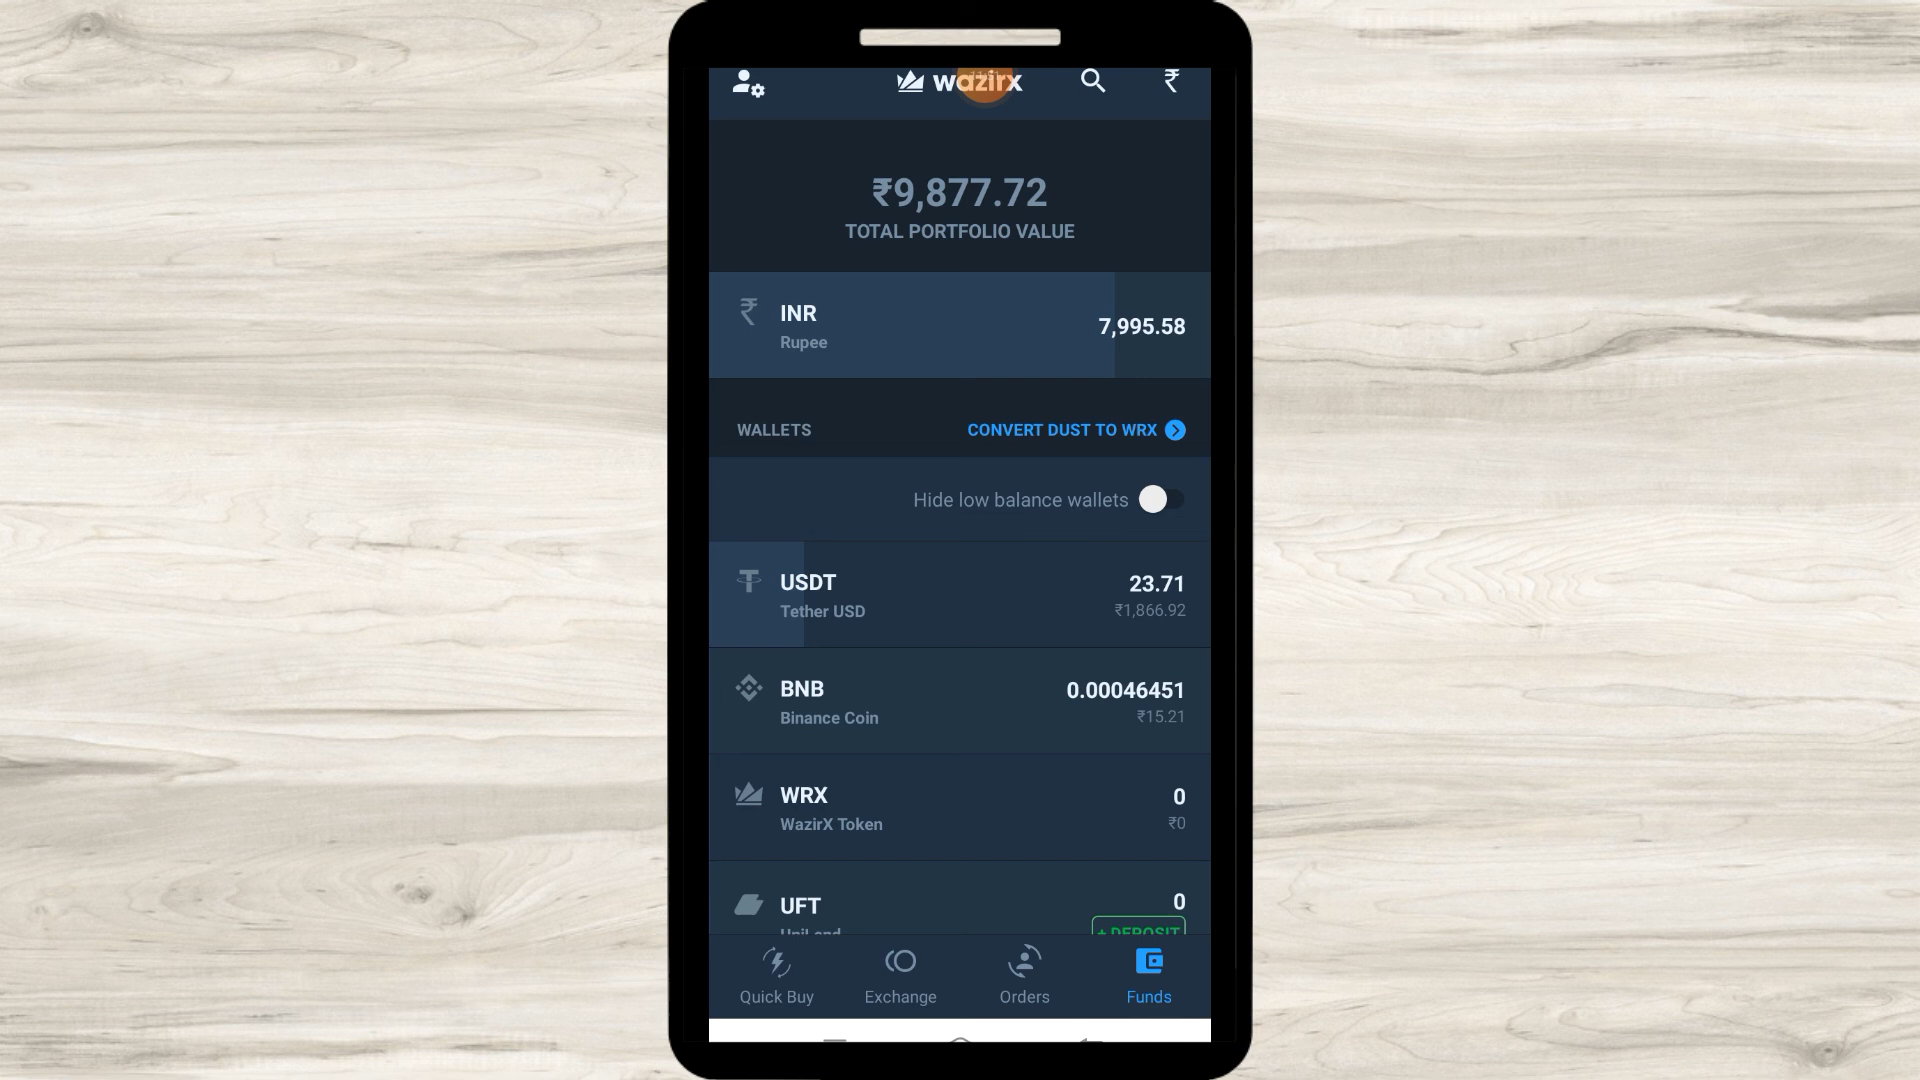 wazirx
₹
₹9,877.72
TOTAL PORTFOLIO VALUE
₹ INR
7,995.58
Rupee
WALLETS
CONVERT DUST TO WRX
Hide low balance wallets
USDT
23.71
Tether USD
₹1,866.92
BNB
0.00046451
Binance Coin
₹15.21
WRX
0
WazirX Token
₹0
UFT
0
UniLend
+ DEPOSIT
Quick Buy
Exchange
Orders
Funds